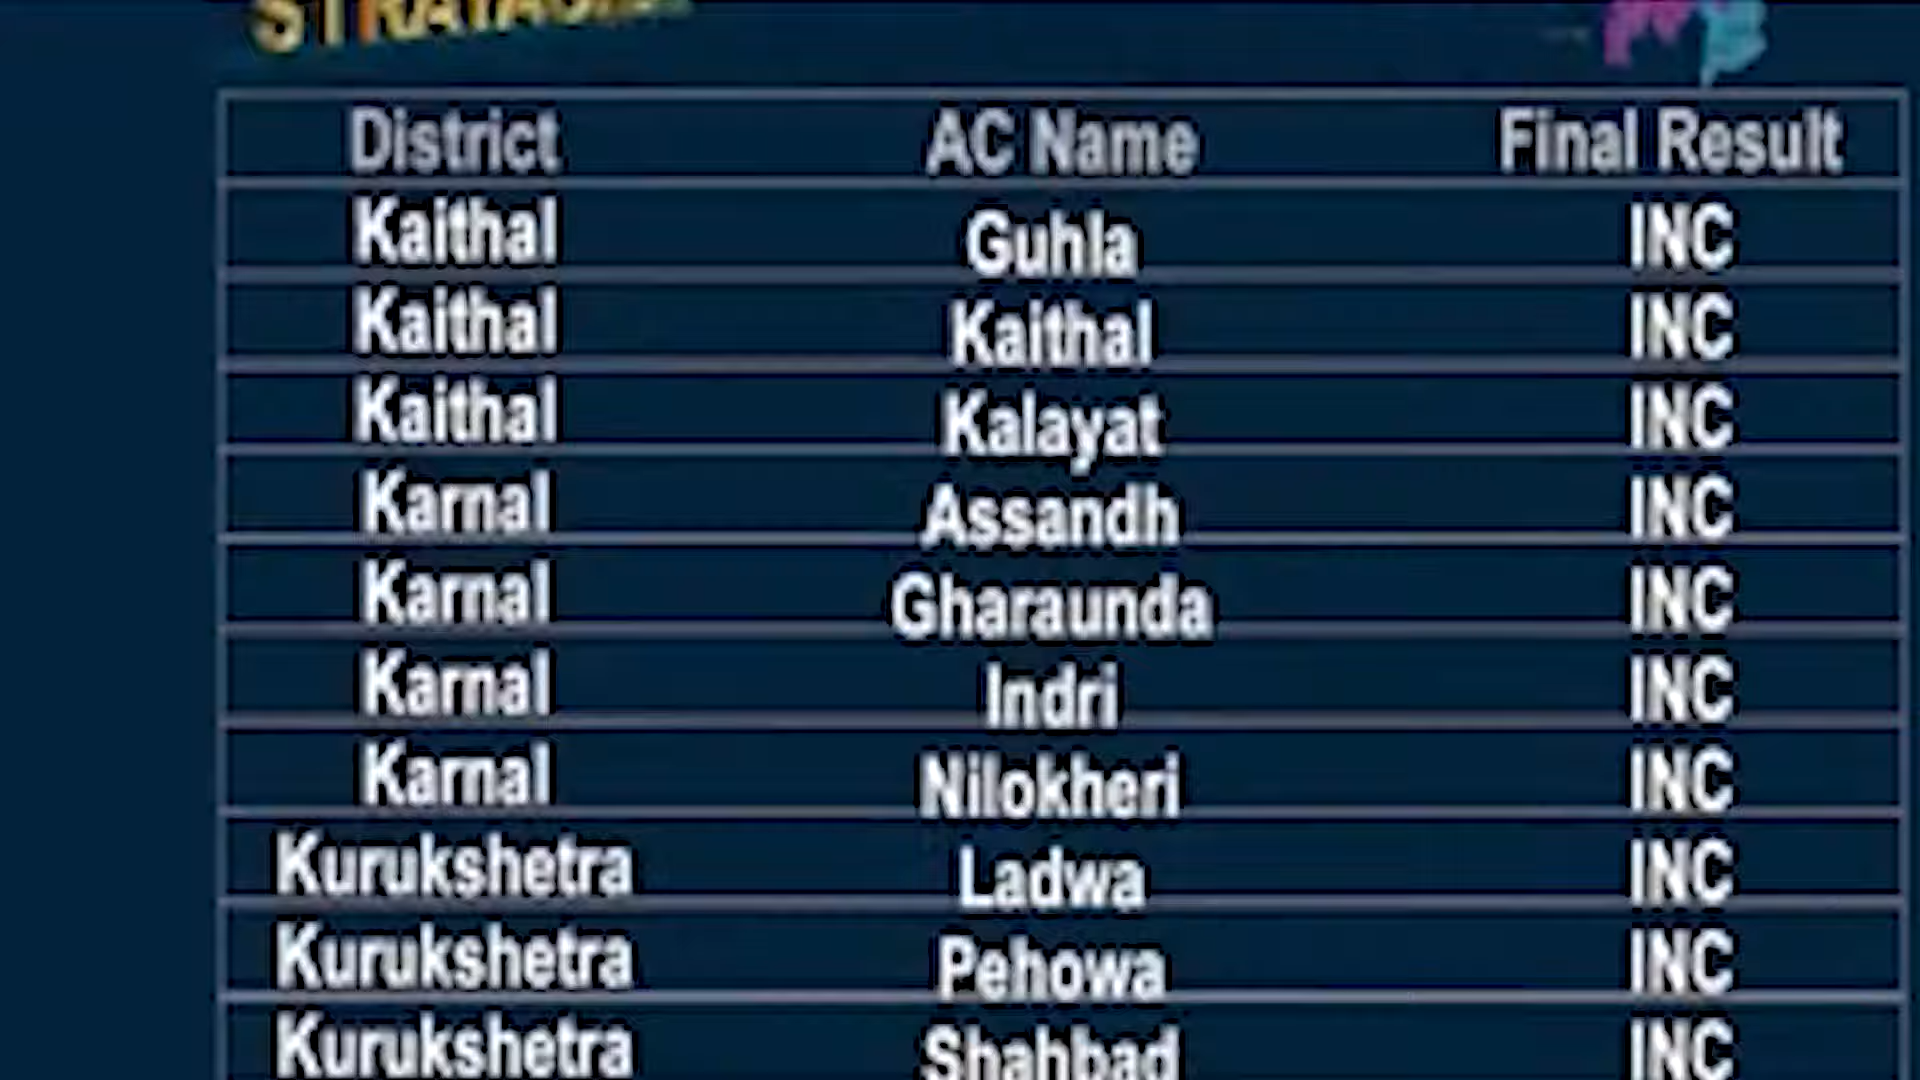 District AC Name Final Result
Kaithal Guhla INC
Kaithal Kaithal INC
Kaithal Kalayat INC
Karnal Assandh INC
Karnal Gharaunda INC
Karnal Indri INC
Karnal Nilokheri INC
Kurukshetra Ladwa INC
Kurukshetra Pehowa INC
Kurukshetra Shahbad INC